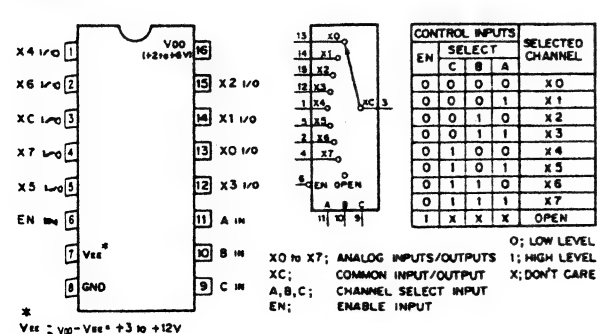 X4 I/O 1
X6 I/O 2
XC I/O 3
X7 I/O 4
X5 I/O 5
EN IN 6
7 VEE*
8 GND
VDD 16
(+2to+6V)
15 X2 I/O
14 X1 I/O
13 X0 I/O
12 X3 I/O
11 A IN
10 B IN
9 C IN
*
VEE : VDD-VEE= +3 to +12V
13 X0
14 X1
15 X2
12 X3
1 X4
5 X5
2 X6
4 X7
XC 3
6 EN OPEN
A B C
11 10 9
CONTROL INPUTS SELECTED CHANNEL
EN SELECT
C B A
0 0 0 0 X0
0 0 0 1 X1
0 0 1 0 X2
0 0 1 1 X3
0 1 0 0 X4
0 1 0 1 X5
0 1 1 0 X6
0 1 1 1 X7
1 X X X OPEN
0; LOW LEVEL
1; HIGH LEVEL
X; DON'T CARE
X0 to X7; ANALOG INPUTS/OUTPUTS
XC; COMMON INPUT/OUTPUT
A,B,C; CHANNEL SELECT INPUT
EN; ENABLE INPUT